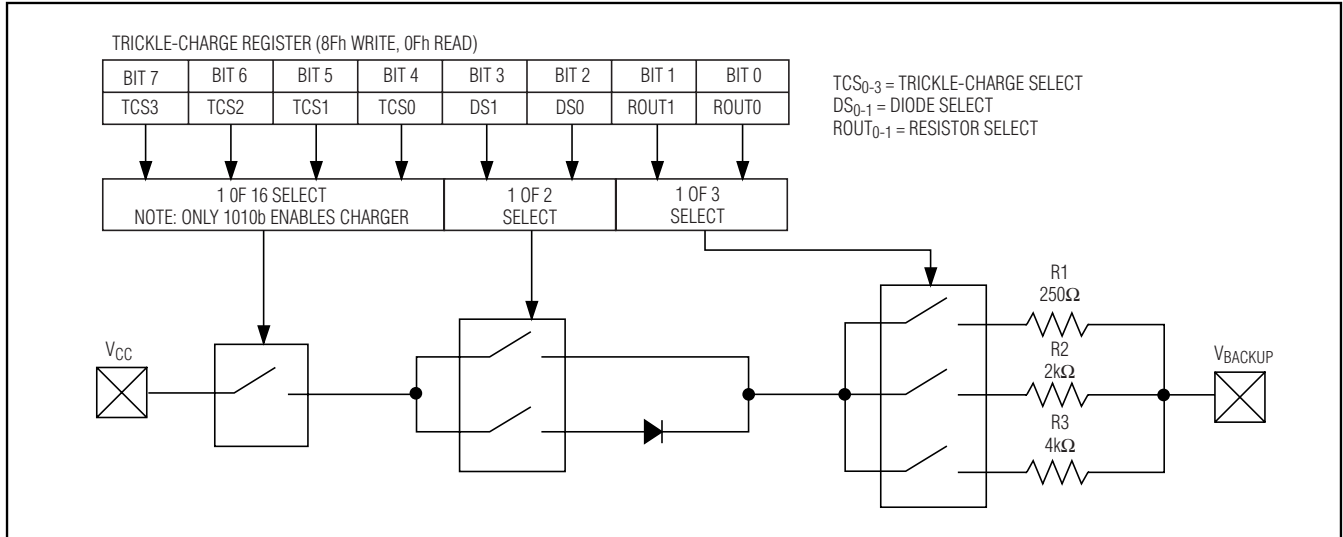 TRICKLE-CHARGE REGISTER (8Fh WRITE, 0Fh READ)
BIT 7 BIT 6 BIT 5 BIT 4 BIT 3 BIT 2 BIT 1 BIT 0
TCS3 TCS2 TCS1 TCS0 DS1 DS0 ROUT1 ROUT0
TCS0-3 = TRICKLE-CHARGE SELECT
DS0-1 = DIODE SELECT
ROUT0-1 = RESISTOR SELECT
1 0F 16 SELECT
NOTE: ONLY 1010b ENABLES CHARGER
1 OF 2
SELECT
1 OF 3
SELECT
VCC
R1
250Ω
R2
2kΩ
R3
4kΩ
VBACKUP